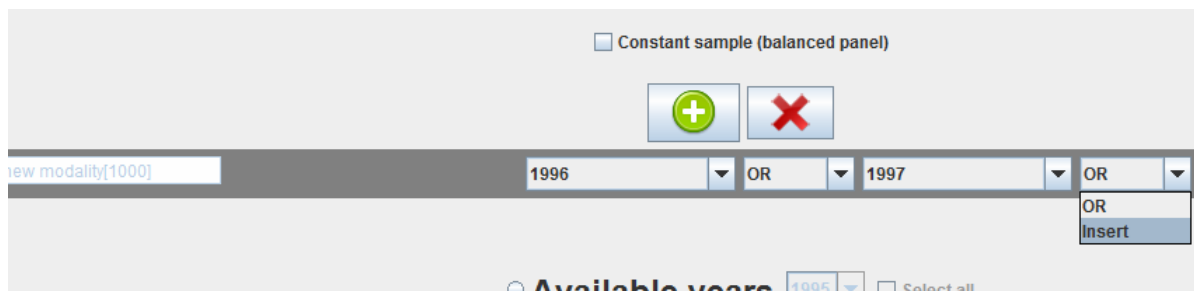 Constant sample (balanced panel)
new modality[1000] 1996 OR 1997 OR
OR
Insert
Available years 1995 Select all